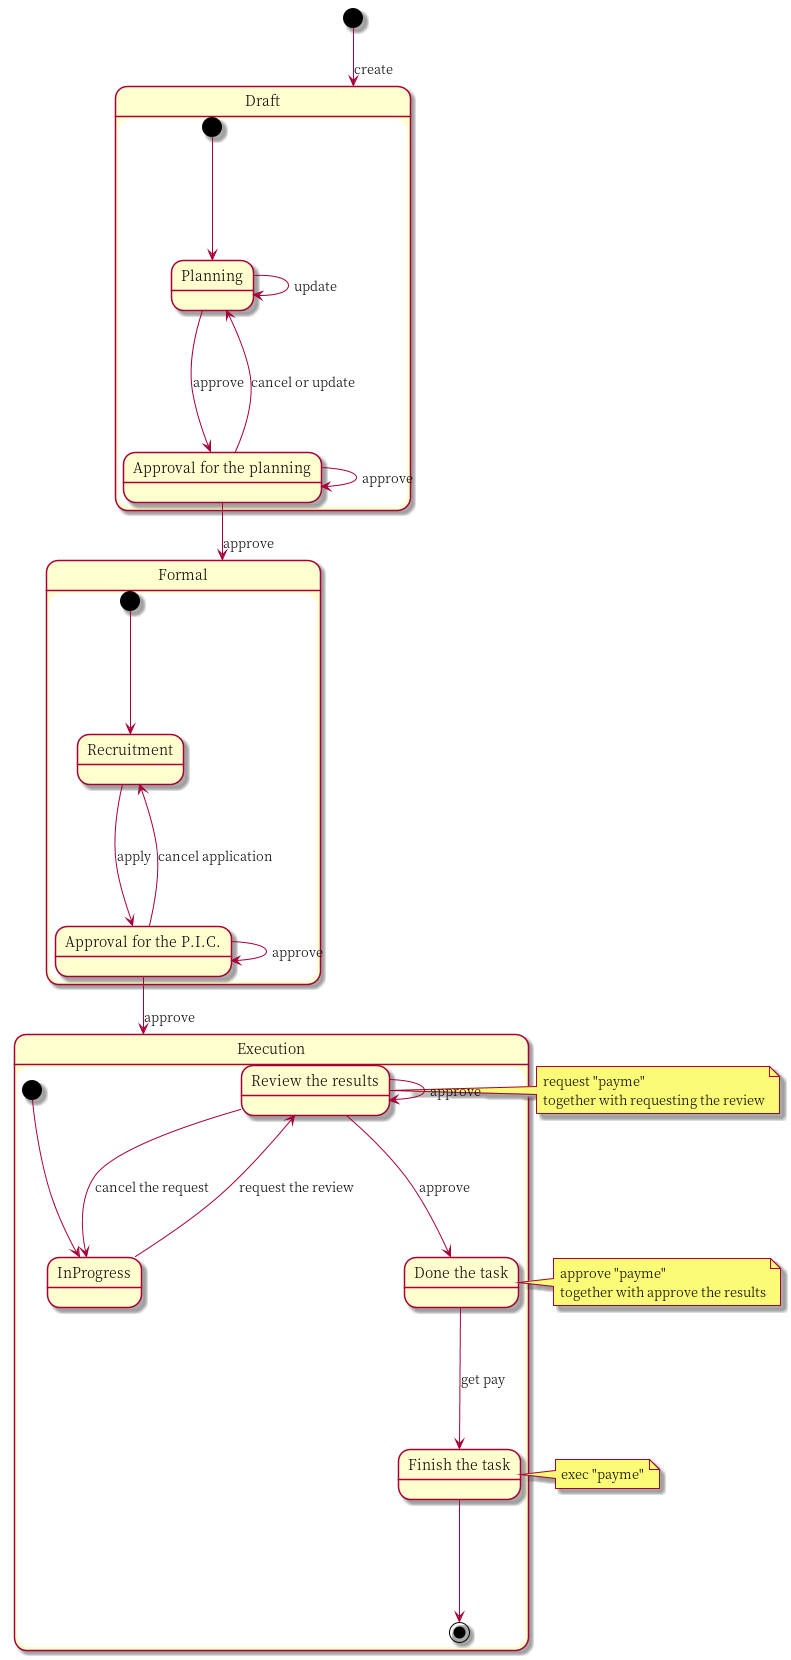 create
Draft
Planning
update
approve
cancel or update
Approval for the planning
approve
approve
Formal
Recruitment
apply
cancel application
Approval for the P.I.C.
approve
approve
Execution
Review the results
approve
request "payme"
together with requesting the review
cancel the request
request the review
approve
InProgress
Done the task
approve "payme"
together with approve the results
get pay
Finish the task
exec "payme"